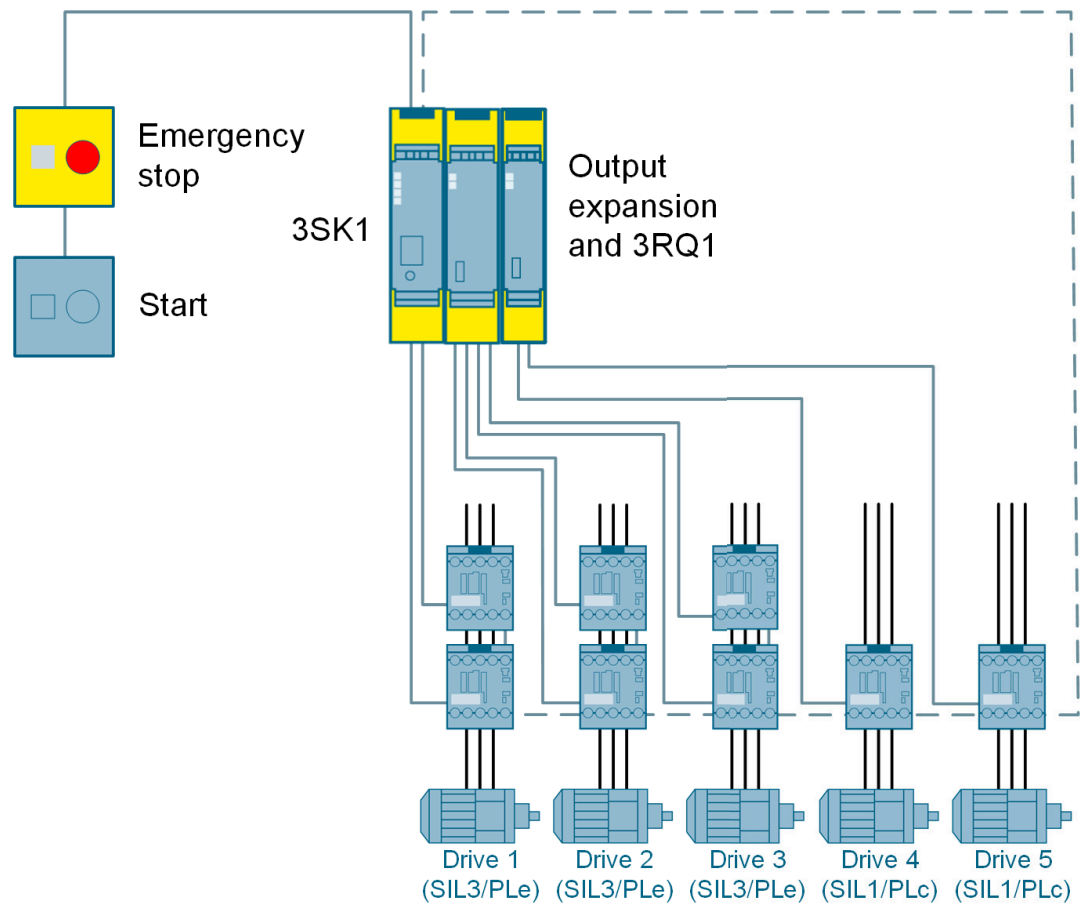 Emergency
stop
3SK1
Output
expansion
and 3RQ1
Start
Drive 1
(SIL3/PLe)
Drive 2
(SIL3/PLe)
Drive 3
(SIL3/PLe)
Drive 4
(SIL1/PLc)
Drive 5
(SIL1/PLc)